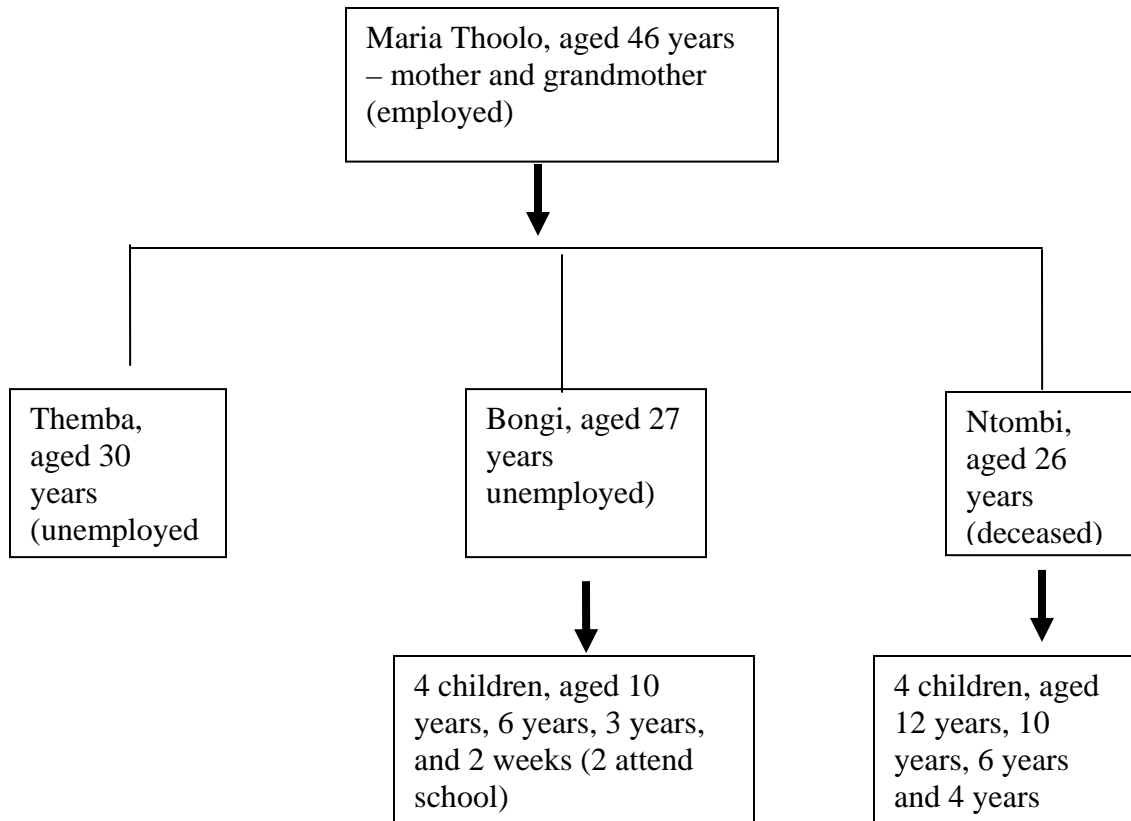 Maria Thoolo, aged 46 years
– mother and grandmother
(employed)
Themba,
aged 30
years
(unemployed
Bongi, aged 27
years
unemployed)
Ntombi,
aged 26
years
(deceased)
4 children, aged 10
years, 6 years, 3 years,
and 2 weeks (2 attend
school)
4 children, aged
12 years, 10
years, 6 years
and 4 years